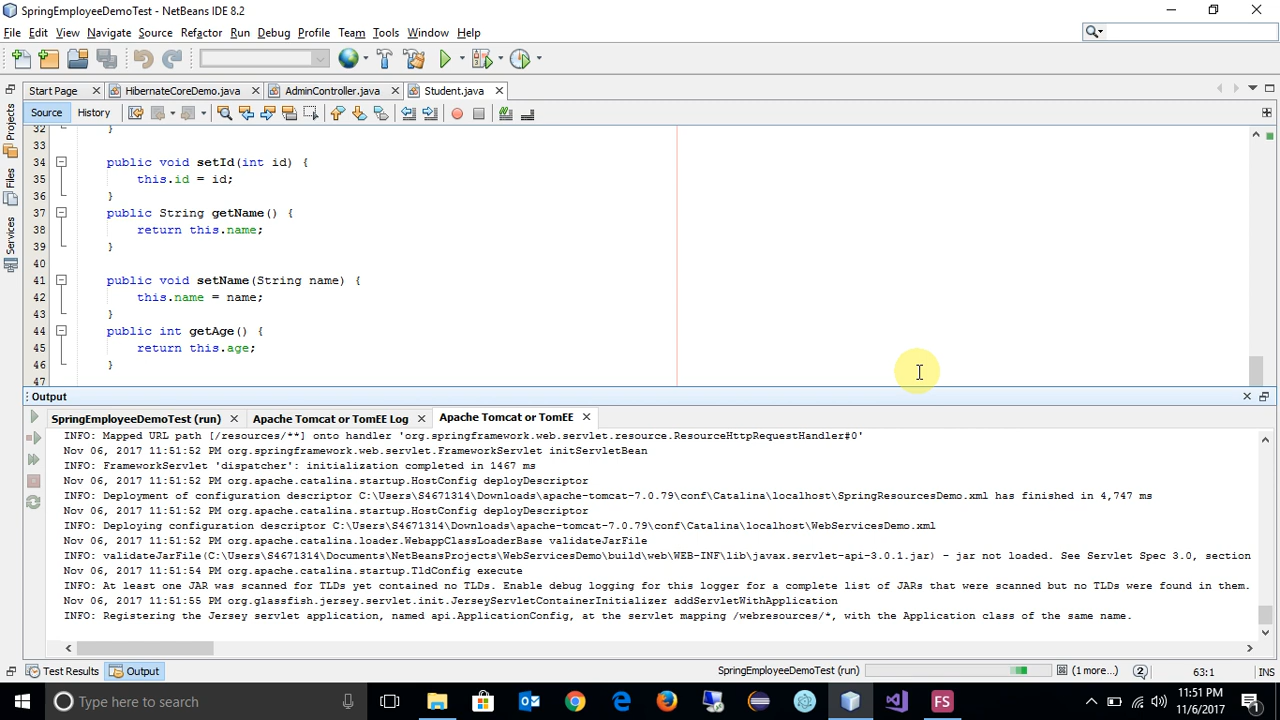 SpringEmployeeDemoTest - NetBeans IDE 8.2
File Edit View Navigate Source Refactor Run Debug Profile Team Tools Window Help
Start Page HibernateCoreDemo.java AdminController.java Student.java
Source History
Projects
Files
Services
32 }
33
34 public void setId(int id) {
35 this.id = id;
36 }
37 public String getName() {
38 return this.name;
39 }
40
41 public void setName(String name) {
42 this.name = name;
43 }
44 public int getAge() {
45 return this.age;
46 }
47
Output
SpringEmployeeDemoTest (run) Apache Tomcat or TomEE Log Apache Tomcat or TomEE
INFO: Mapped URL path [/resources/**] onto handler 'org.springframework.web.servlet.resource.ResourceHttpRequestHandler#0'
Nov 06, 2017 11:51:52 PM org.springframework.web.servlet.FrameworkServlet initServletBean
INFO: FrameworkServlet 'dispatcher': initialization completed in 1467 ms
Nov 06, 2017 11:51:52 PM org.apache.catalina.startup.HostConfig deployDescriptor
INFO: Deployment of configuration descriptor C:\Users\S4671314\Downloads\apache-tomcat-7.0.79\conf\Catalina\localhost\SpringResourcesDemo.xml has finished in 4,747 ms
Nov 06, 2017 11:51:52 PM org.apache.catalina.startup.HostConfig deployDescriptor
INFO: Deploying configuration descriptor C:\Users\S4671314\Downloads\apache-tomcat-7.0.79\conf\Catalina\localhost\WebServicesDemo.xml
Nov 06, 2017 11:51:52 PM org.apache.catalina.loader.WebappClassLoaderBase validateJarFile
INFO: validateJarFile(C:\Users\S4671314\Documents\NetBeansProjects\WebServicesDemo\build\web\WEB-INF\lib\javax.servlet-api-3.0.1.jar) - jar not loaded. See Servlet Spec 3.0, section
Nov 06, 2017 11:51:54 PM org.apache.catalina.startup.TldConfig execute
INFO: At least one JAR was scanned for TLDs yet contained no TLDs. Enable debug logging for this logger for a complete list of JARs that were scanned but no TLDs were found in them.
Nov 06, 2017 11:51:55 PM org.glassfish.jersey.servlet.init.JerseyServletContainerInitializer addServletWithApplication
INFO: Registering the Jersey servlet application, named api.ApplicationConfig, at the servlet mapping /webresources/*, with the Application class of the same name.
Test Results Output SpringEmployeeDemoTest (run) (1 more...) 2 63:1 INS
Type here to search FS 11:51 PM
11/6/2017 1